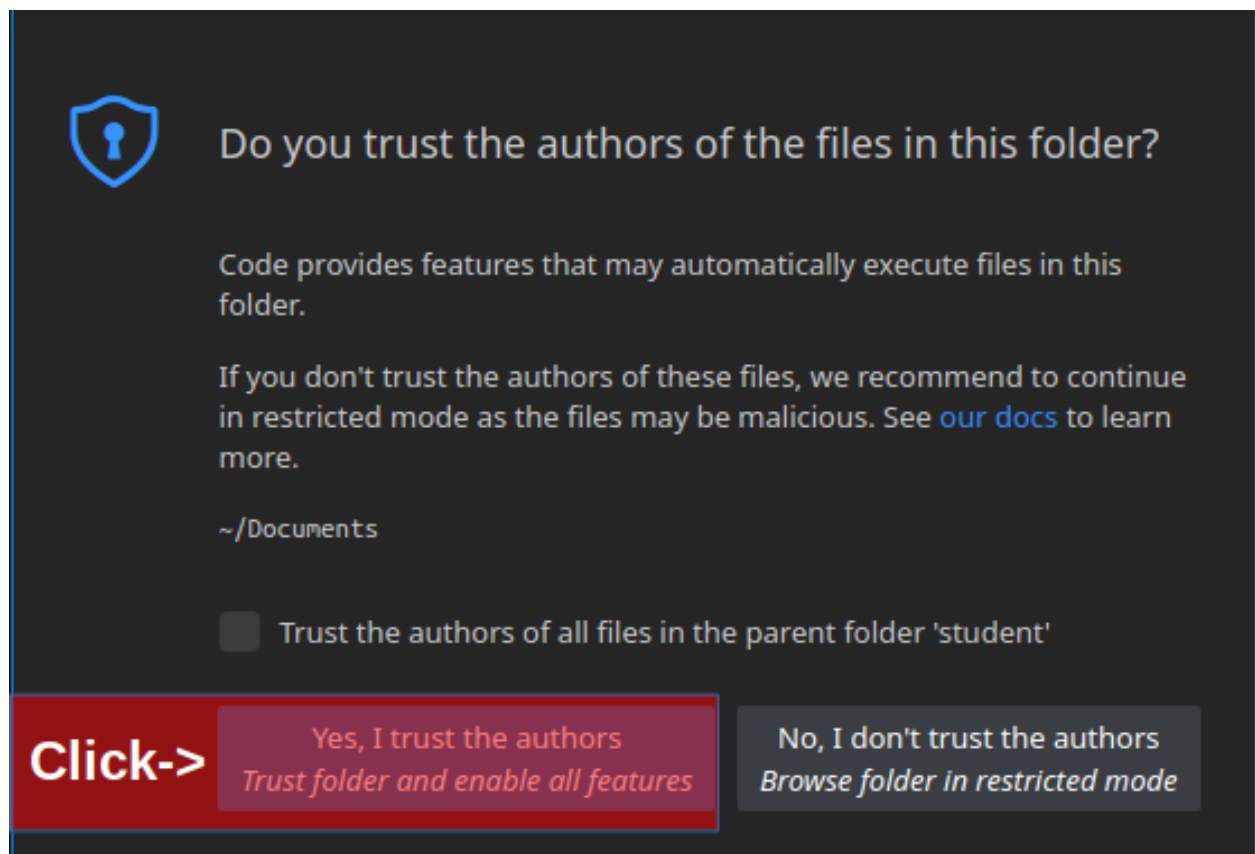 Do you trust the authors of the files in this folder?
Code provides features that may automatically execute files in this
folder.
If you don't trust the authors of these files, we recommend to continue
in restricted mode as the files may be malicious. See our docs to learn
more.
~/Documents
Trust the authors of all files in the parent folder 'student'
Click->
Yes, I trust the authors
Trust folder and enable all features
No, I don't trust the authors
Browse folder in restricted mode